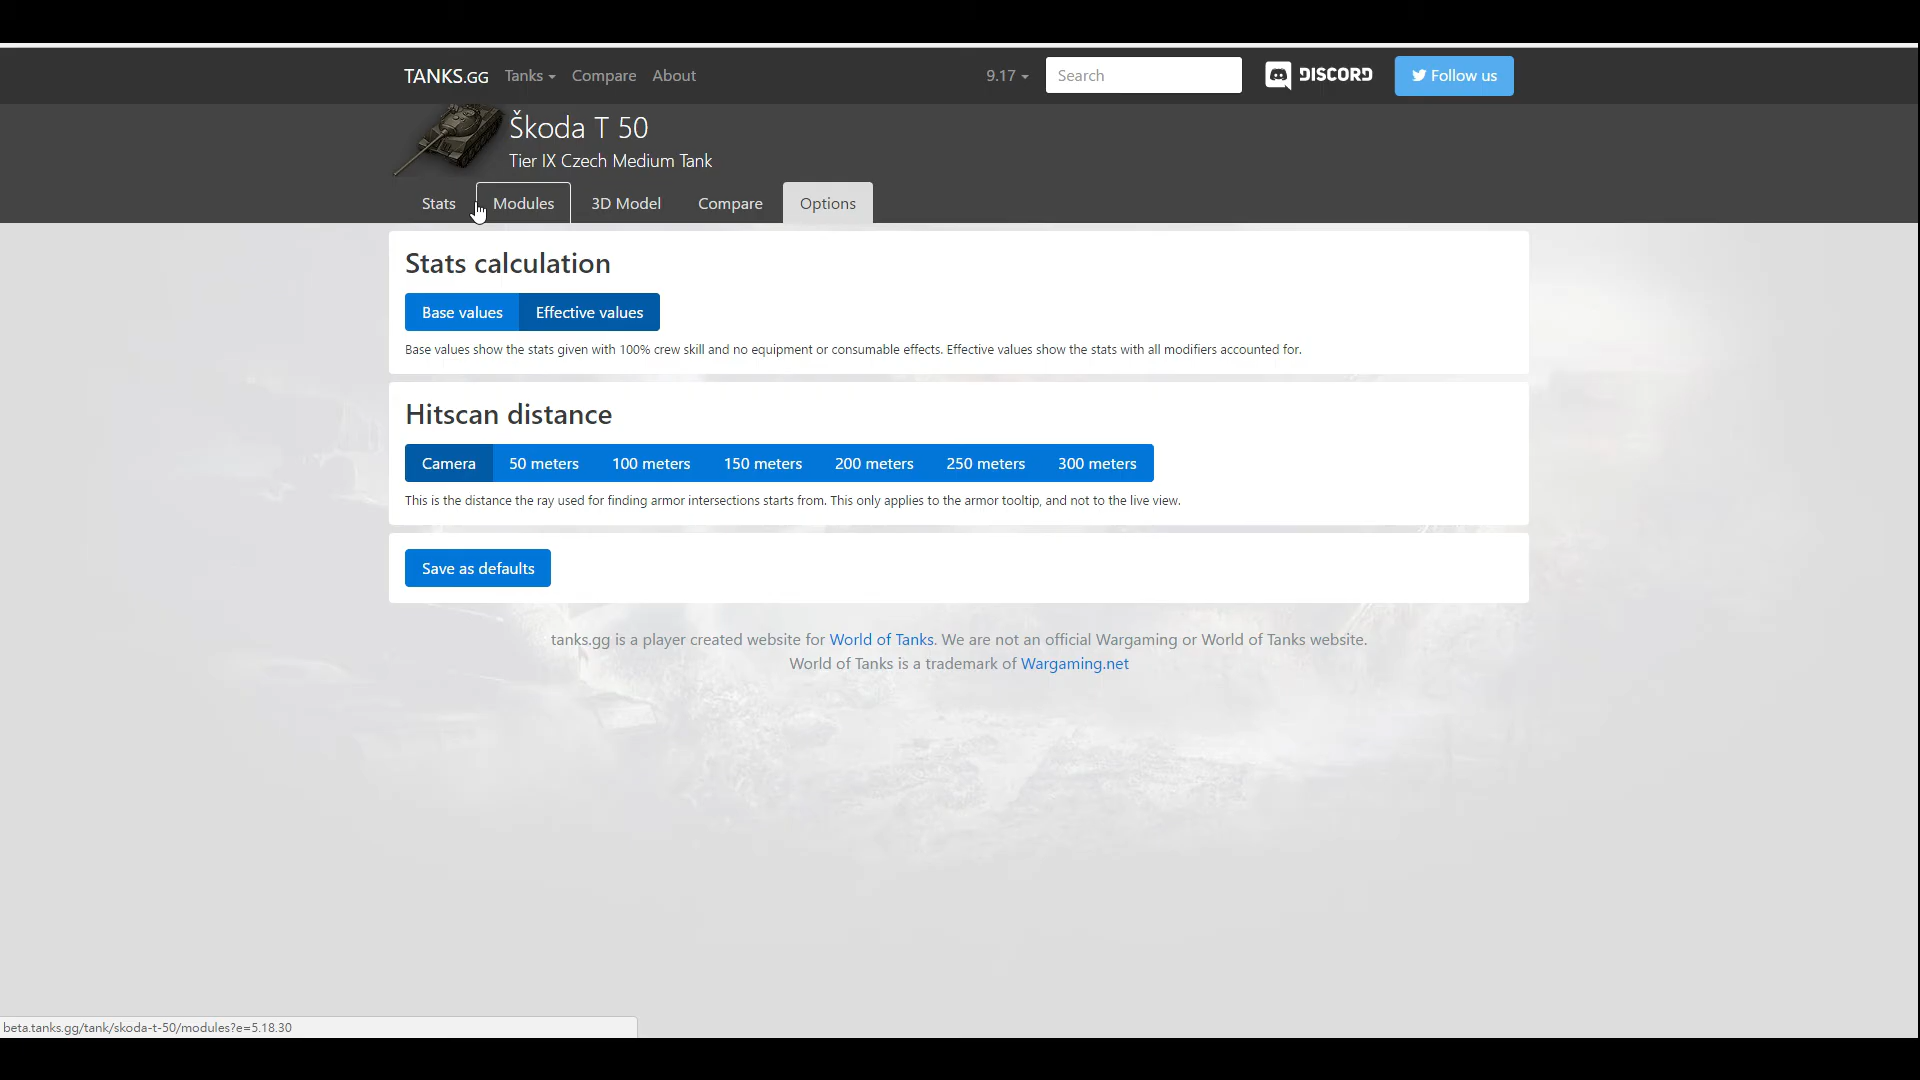 TANKS.GG Tanks Compare About 9.17 Search DISCORD Follow us
Škoda T 50
Tier IX Czech Medium Tank
Stats Modules 3D Model Compare Options
Stats calculation
Base values Effective values
Base values show the stats given with 100% crew skill and no equipment or consumable effects. Effective values show the stats with all modifiers accounted for.
Hitscan distance
Camera 50 meters 100 meters 150 meters 200 meters 250 meters 300 meters
This is the distance the ray used for finding armor intersections starts from. This only applies to the armor tooltip, and not to the live view.
Save as defaults
tanks.gg is a player created website for World of Tanks. We are not an official Wargaming or World of Tanks website.
World of Tanks is a trademark of Wargaming.net
beta.tanks.gg/tank/skoda-t-50/modules?e=5.18.30